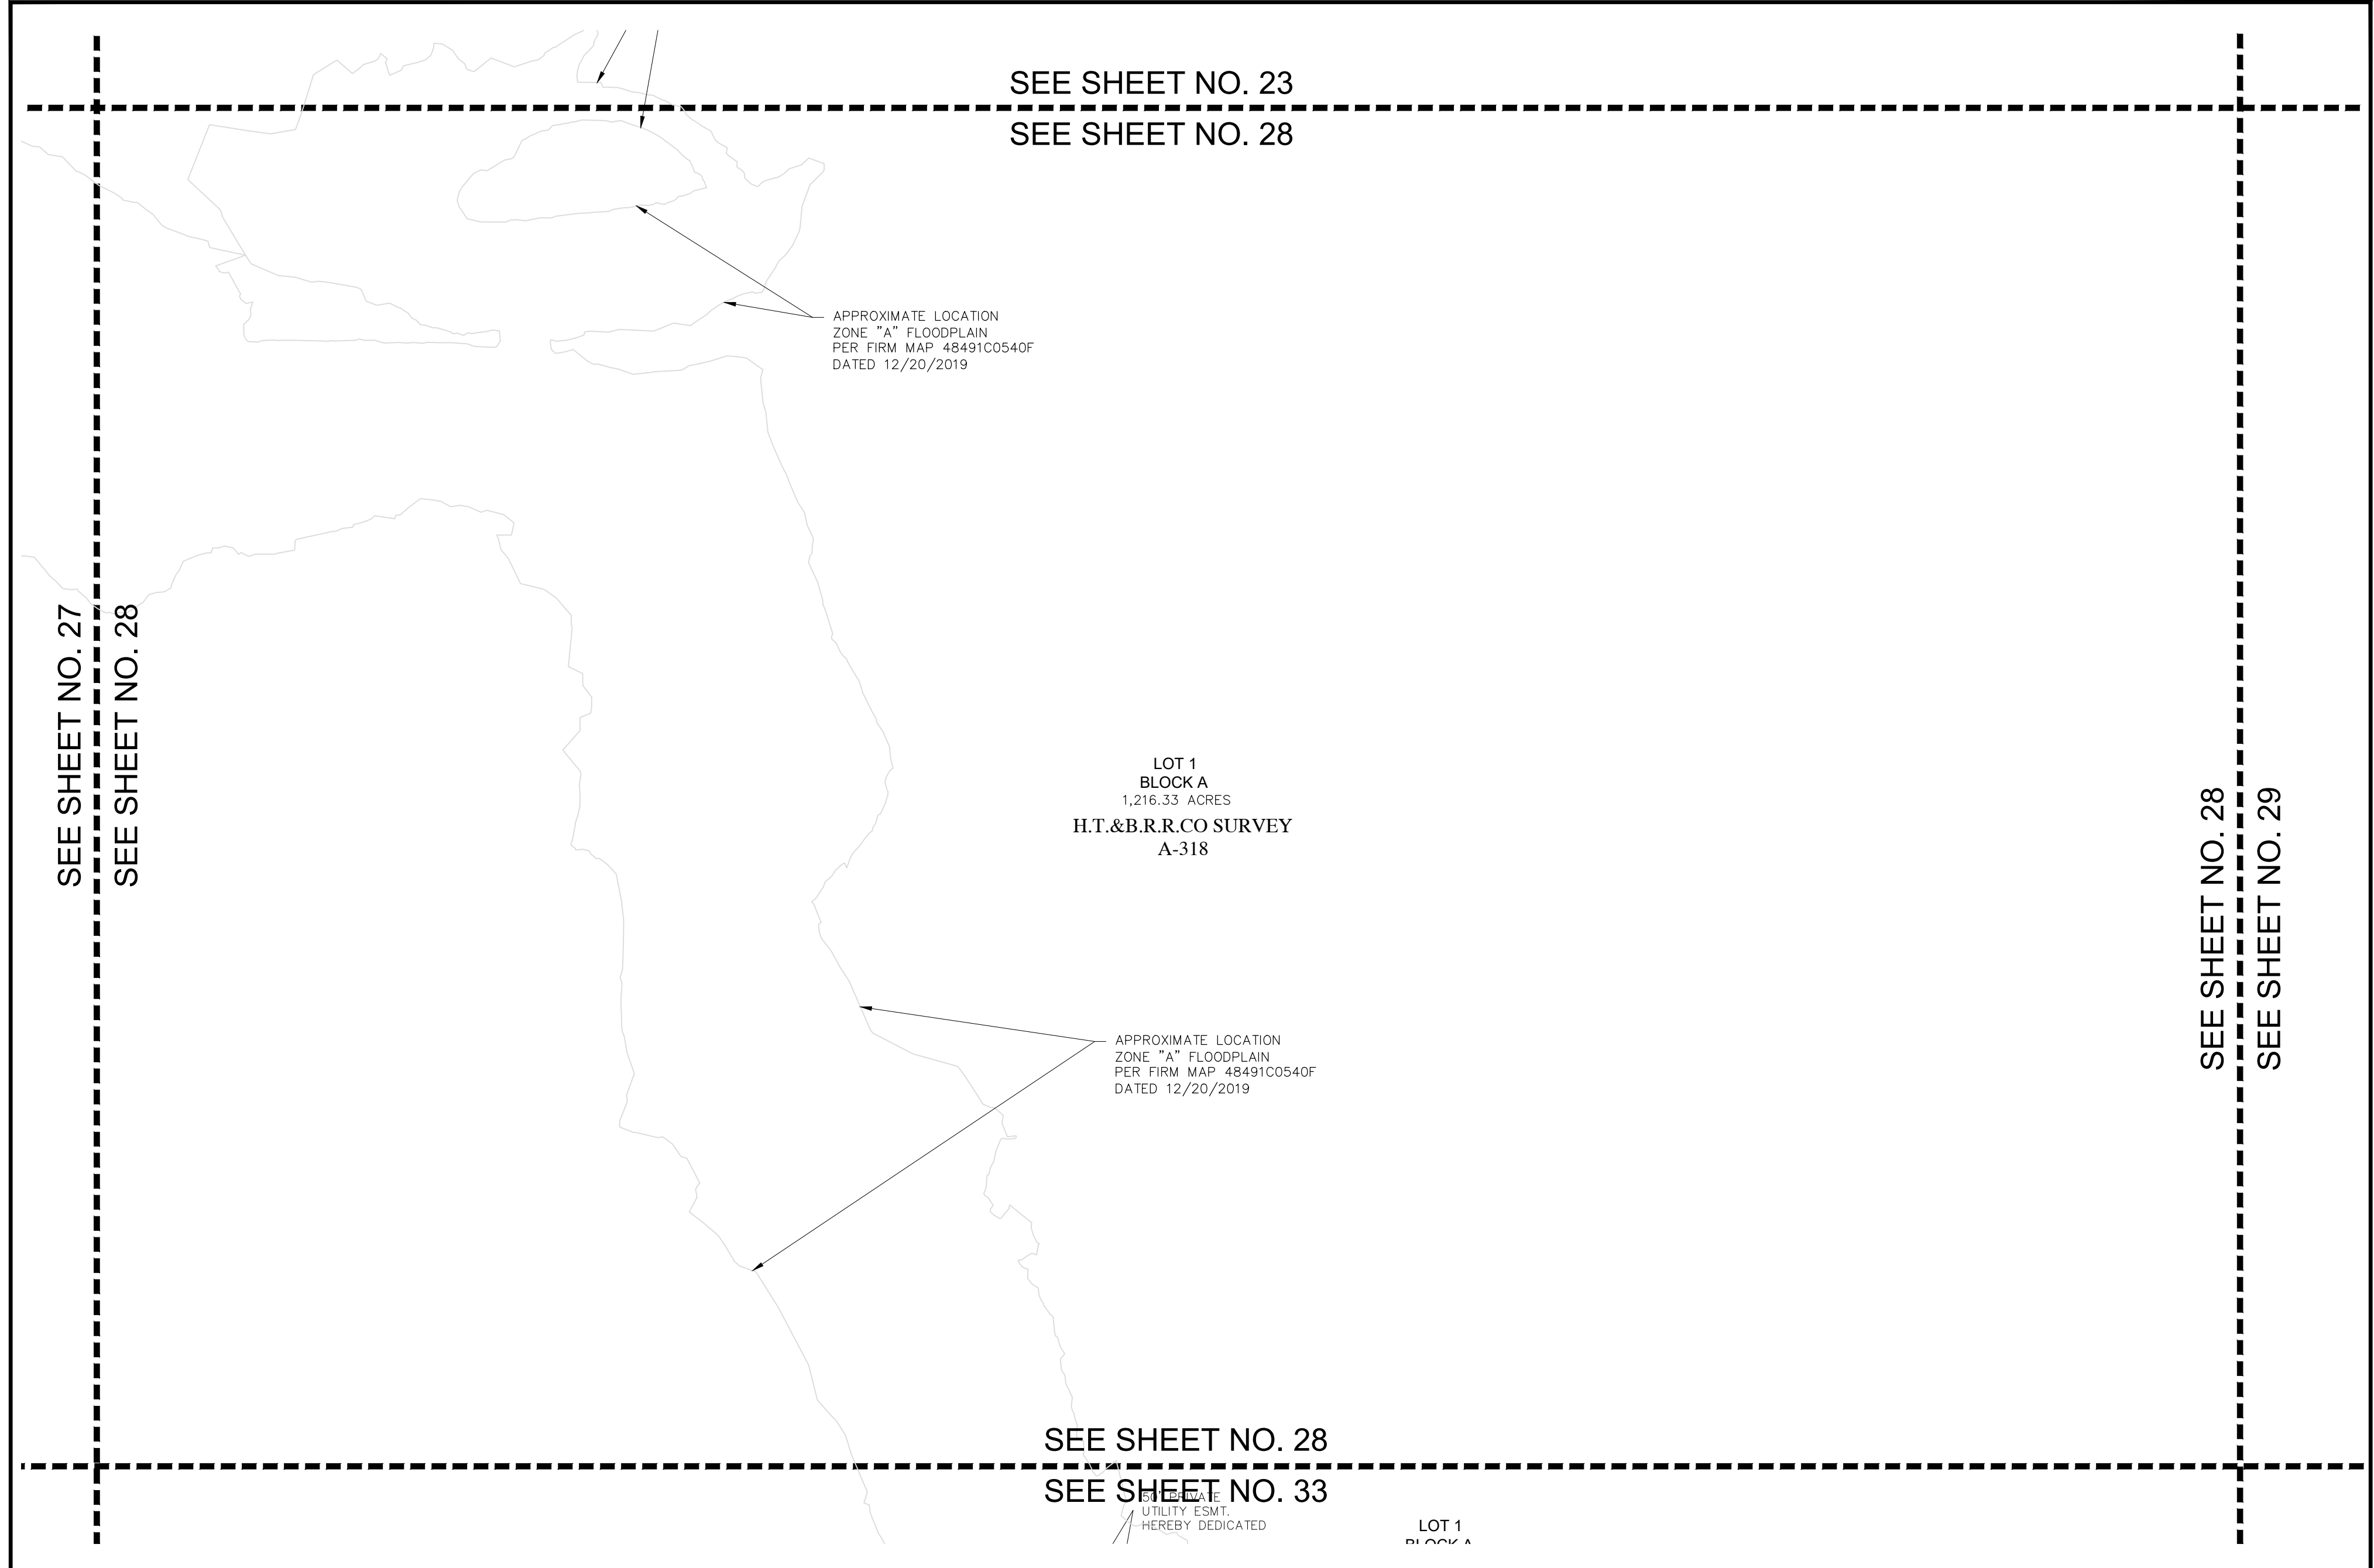 SEE SHEET NO. 23
SEE SHEET NO. 28
APPROXIMATE LOCATION
ZONE "A" FLOODPLAIN
PER FIRM MAP 48491C0540F
DATED 12/20/2019
SEE SHEET NO. 27
SEE SHEET NO. 28
LOT 1
BLOCK A
1,216.33 ACRES
H.T.&B.R.R.CO SURVEY
A-318
SEE SHEET NO. 28
SEE SHEET NO. 29
APPROXIMATE LOCATION
ZONE "A" FLOODPLAIN
PER FIRM MAP 48491C0540F
DATED 12/20/2019
SEE SHEET NO. 28
SEE SHEET NO. 33
50' PRIVATE
UTILITY ESMT.
HEREBY DEDICATED
LOT 1
BLOCK A